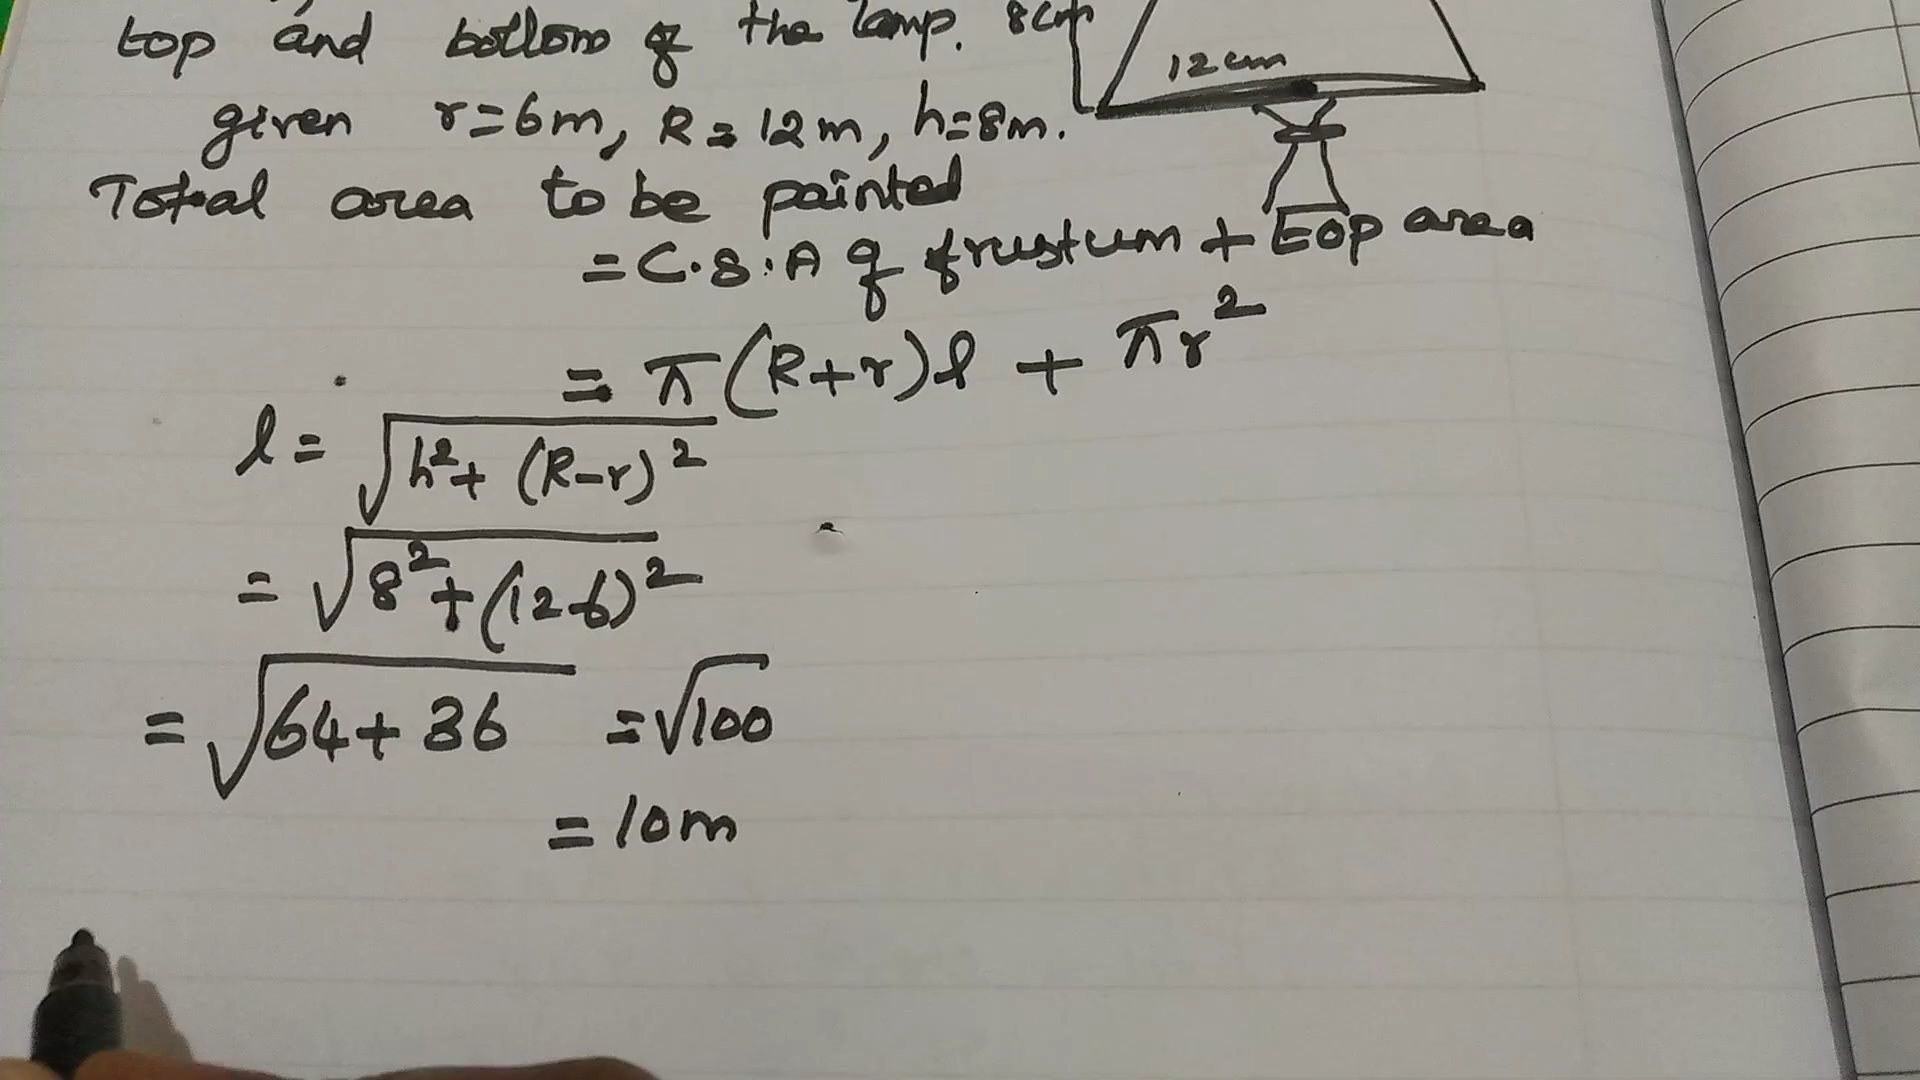 top and bottom of the lamp. 8cm
12cm
given r=6m, R=12m, h=8m.
Total area to be painted
=C.S.A of frustum + top area
= π(R+r)l + πr²
l = √h²+(R-r)²
= √8²+(12-6)²
= √64+36 =√100
= 10m